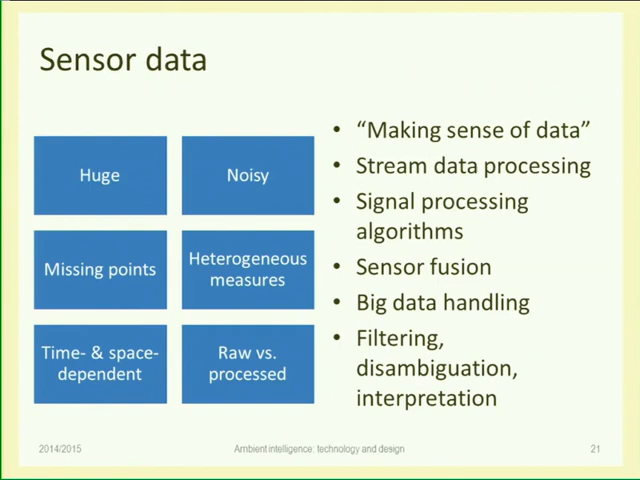 Sensor data
Huge
Noisy
Missing points
Heterogeneous
measures
Time- & space-
dependent
Raw vs.
processed
• “Making sense of data”
• Stream data processing
• Signal processing
algorithms
• Sensor fusion
• Big data handling
• Filtering,
disambiguation,
interpretation
2014/2015
Ambient intelligence: technology and design
21